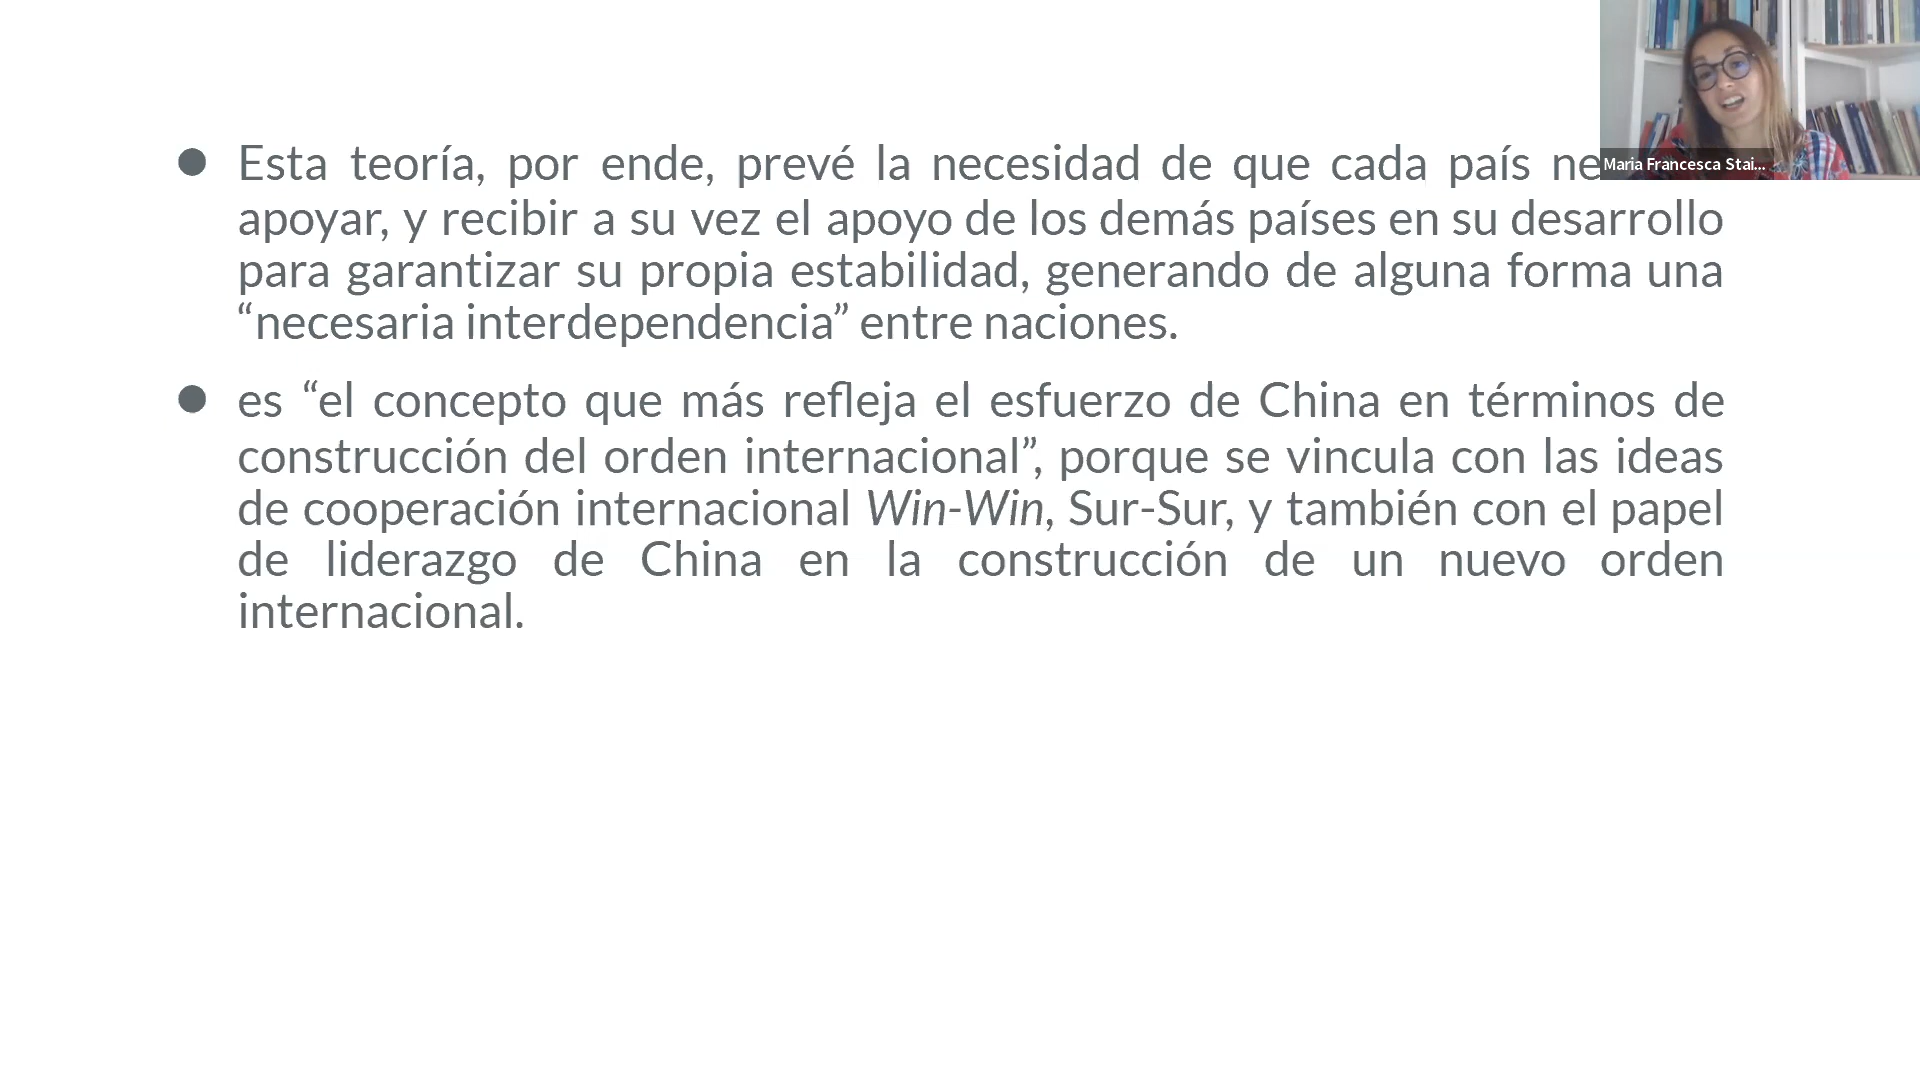 Esta teoría, por ende, prevé la necesidad de que cada país
apoyar, y recibir a su vez el apoyo de los demás países en su desarrollo
para garantizar su propia estabilidad, generando de alguna forma una
“necesaria interdependencia” entre naciones.
es “el concepto que más refleja el esfuerzo de China en términos de
construcción del orden internacional”, porque se vincula con las ideas
de cooperación internacional Win-Win, Sur-Sur, y también con el papel
de liderazgo de China en la construcción de un nuevo orden
internacional.
Maria Francesca Stai...